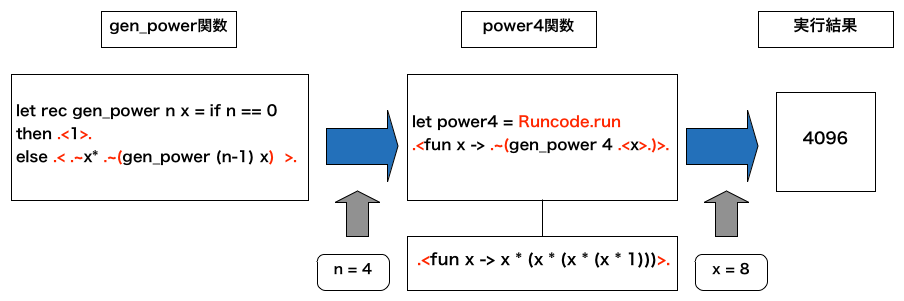 gen_power関数
power4関数
実行結果
let rec gen_power n x = if n == 0
then .<1>.
else .< .~x* .~(gen_power (n-1) x)  >.
let power4 = Runcode.run
.<fun x -> .~(gen_power 4 .<x>.)>.
4096
n = 4
.<fun x -> x * (x * (x * (x * 1)))>.
x = 8